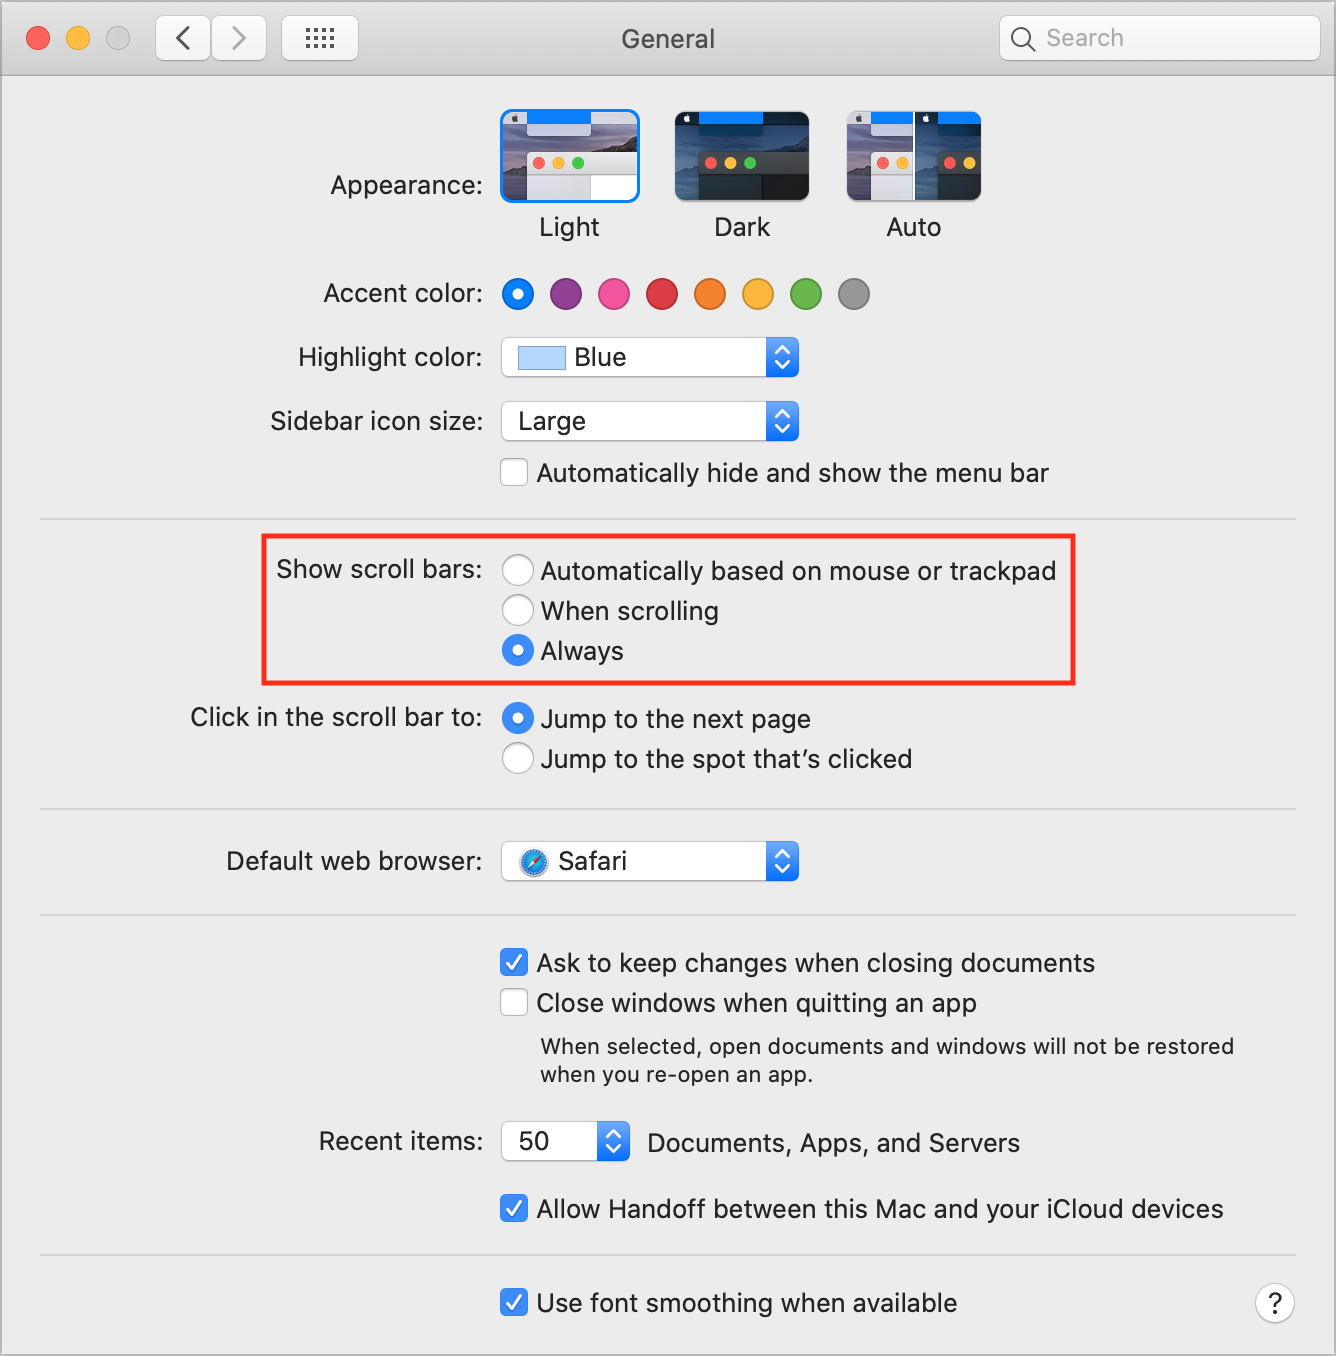 General
Search
Appearance:
Light
Dark
Auto
Accent color:
Highlight color:
Blue
Sidebar icon size:
Large
Automatically hide and show the menu bar
Show scroll bars:
Automatically based on mouse or trackpad
When scrolling
Always
Click in the scroll bar to:
Jump to the next page
Jump to the spot that’s clicked
Default web browser:
Safari
Ask to keep changes when closing documents
Close windows when quitting an app
When selected, open documents and windows will not be restored
when you re-open an app.
Recent items:
50
Documents, Apps, and Servers
Allow Handoff between this Mac and your iCloud devices
Use font smoothing when available
?